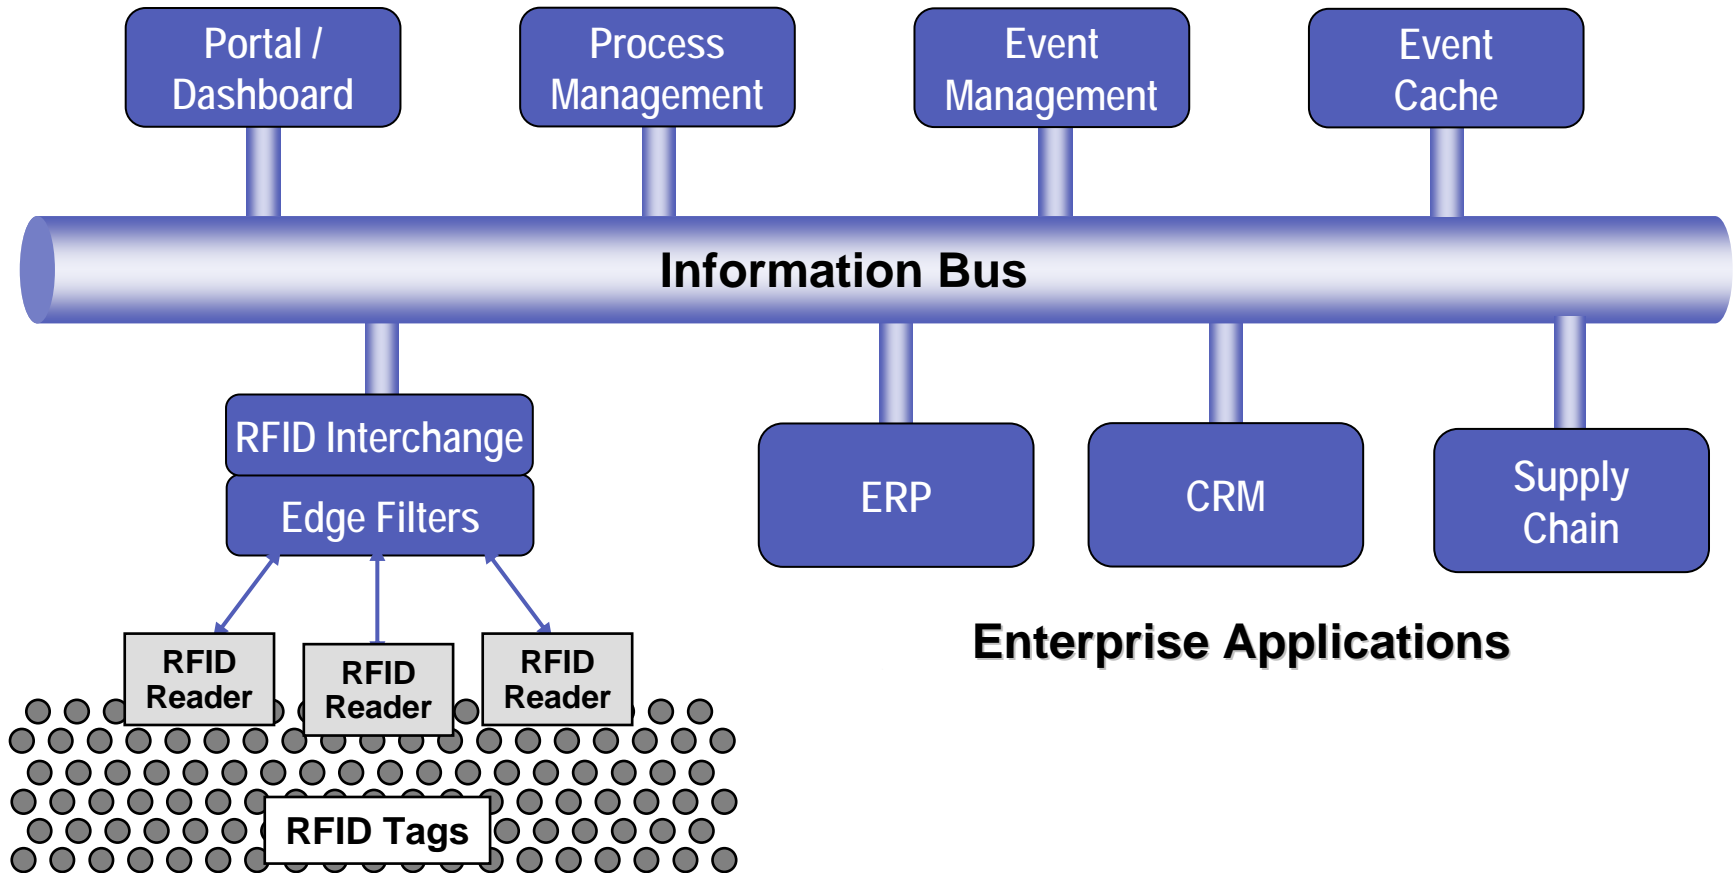 Portal /
Dashboard
Process
Management
Event
Management
Event
Cache
Information Bus
RFID Interchange
Edge Filters
ERP
CRM
Supply
Chain
Enterprise Applications
RFID
Reader
RFID
Reader
RFID
Reader
RFID Tags